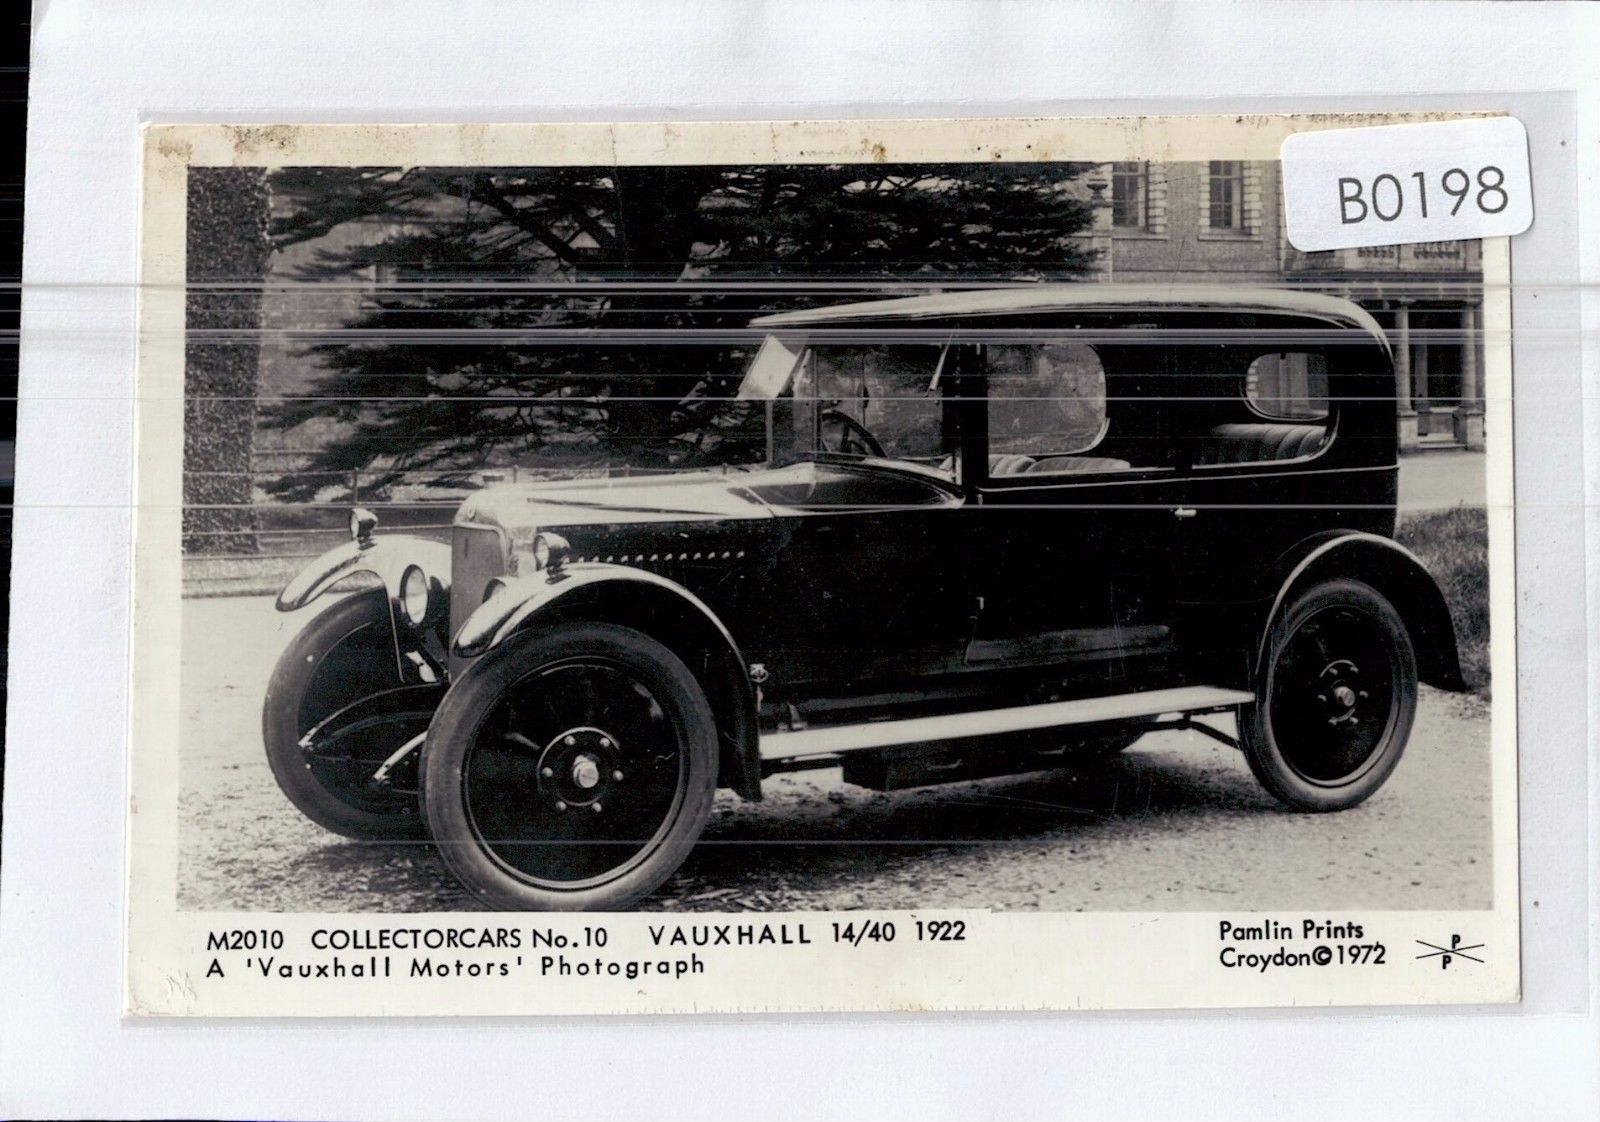 B0198
M2010 COLLECTORCARS No.10 VAUXHALL 14/40 1922
A 'Vauxhall Motors' Photograph
Pamlin Prints
Croydon©1972
P
P